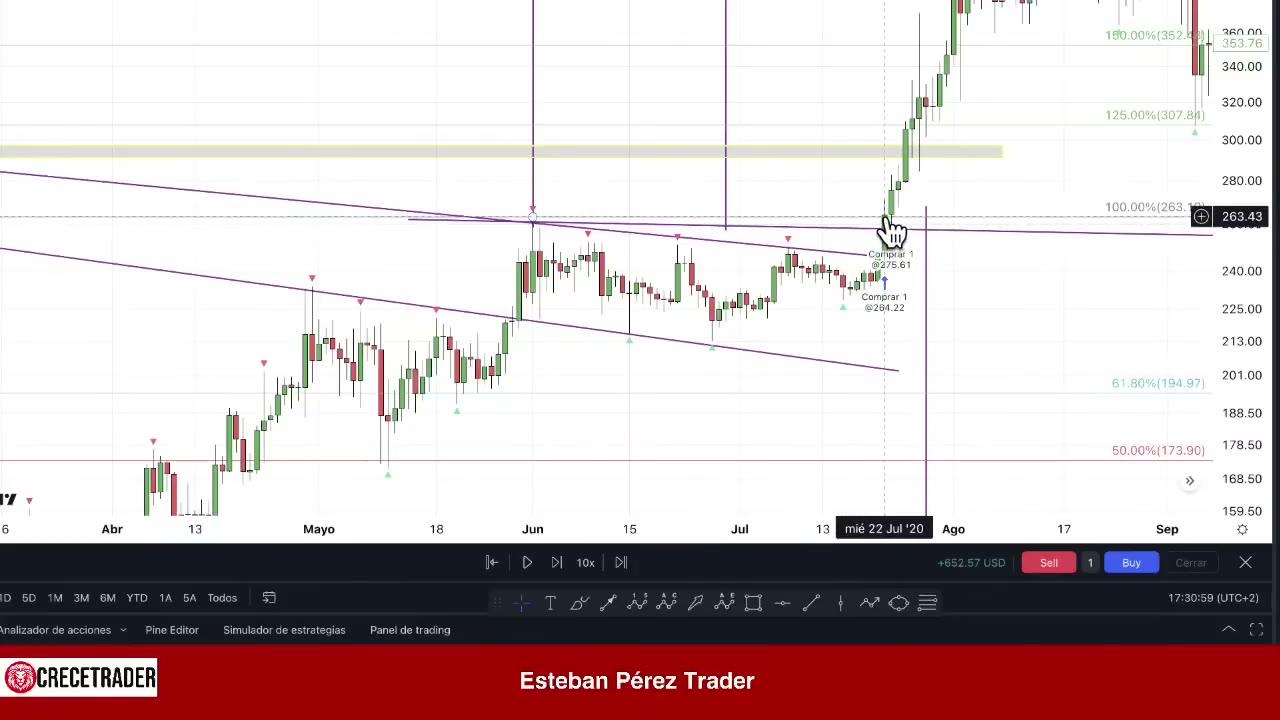 360.00
150.00%(352.48)
353.76
340.00
320.00
125.00%(307.84)
300.00
280.00
100.00%(263.19)
263.43
Comprar 1
@275.61
240.00
Comprar 1
@264.22
225.00
213.00
61.80%(194.97)
201.00
188.50
50.00%(173.90)
178.50
168.50
159.50
6 Abr 13 Mayo 18 Jun 15 Jul 13 mié 22 Jul '20 Ago 17 Sep
10x +652.57 USD Sell 1 Buy Cerrar
1D 5D 1M 3M 6M YTD 1A 5A Todos 17:30:59 (UTC+2)
Analizador de acciones Pine Editor Simulador de estrategias Panel de trading
CRECETRADER
Esteban Pérez Trader